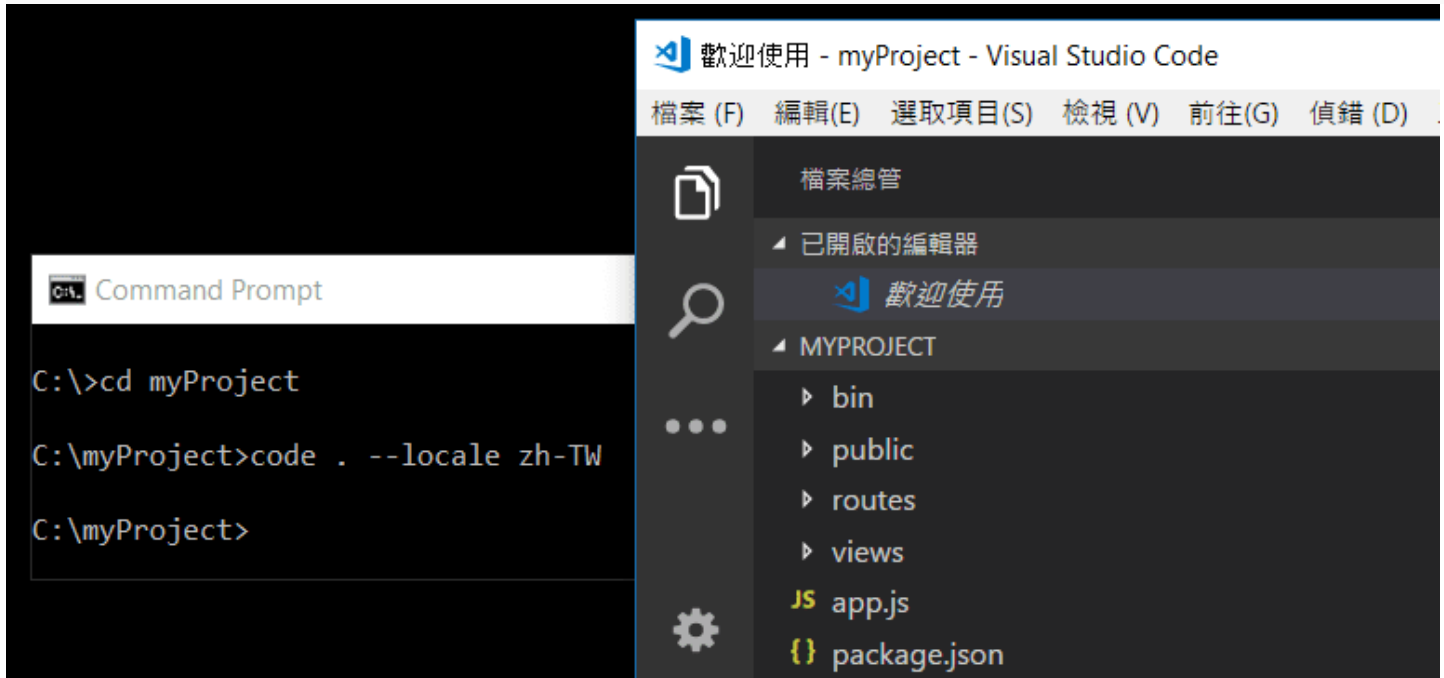 Command Prompt
C:\>cd myProject
C:\myProject>code . --locale zh-TW
C:\myProject>
歡迎使用 - myProject - Visual Studio Code
檔案 (F) 編輯(E) 選取項目(S) 檢視 (V) 前往(G) 偵錯 (D)
檔案總管
已開啟的編輯器
歡迎使用
MYPROJECT
bin
public
routes
views
JS app.js
{} package.json